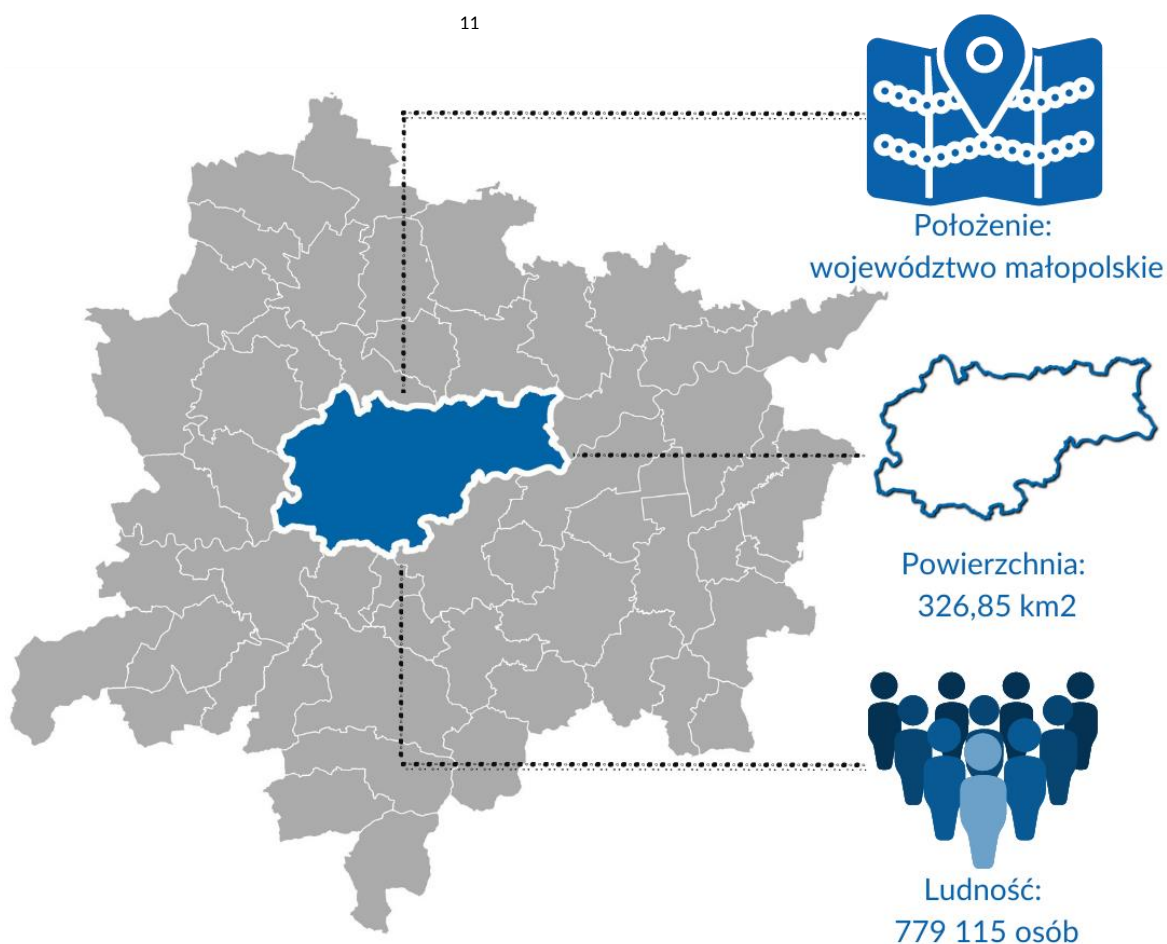 11
Położenie:
województwo małopolskie
Powierzchnia:
326,85 km2
Ludność:
779 115 osób